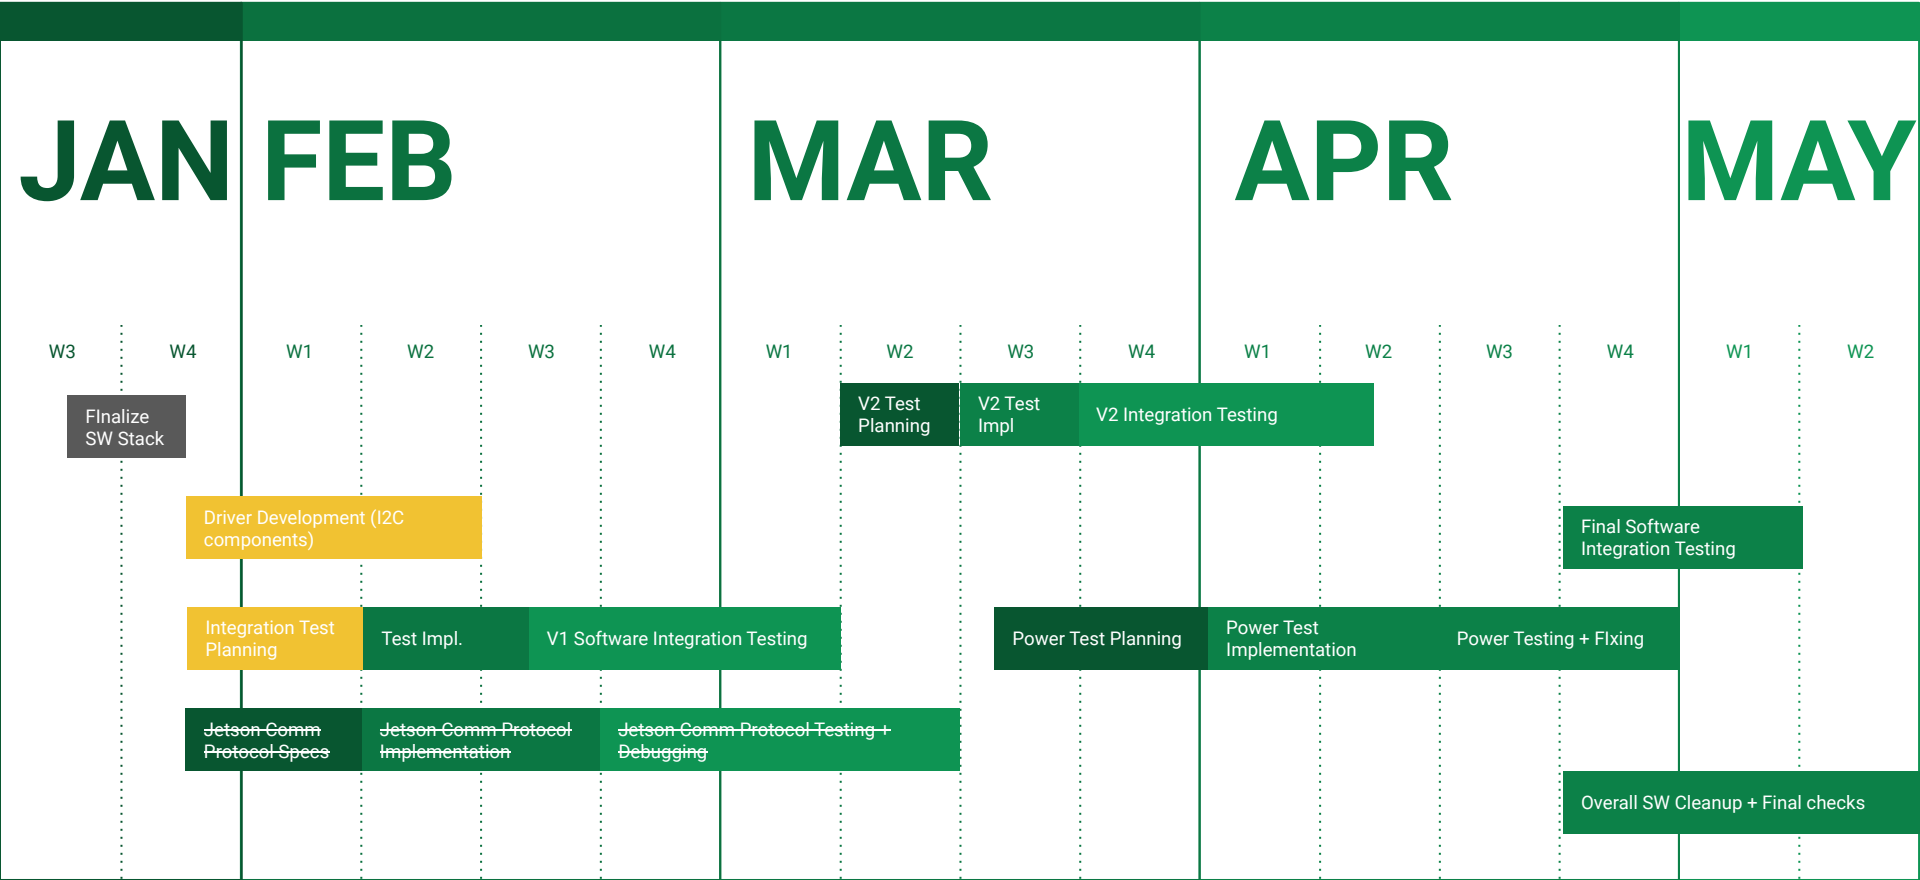 JAN FEB MAR APR MAY
W3 W4 W1 W2 W3 W4 W1 W2 W3 W4 W1 W2 W3 W4 W1 W2
FInalize
SW Stack
V2 Test
Planning
V2 Test
Impl
V2 Integration Testing
Driver Development (I2C
components)
Final Software
Integration Testing
Integration Test
Planning
Test Impl.
V1 Software Integration Testing
Power Test Planning
Power Test
Implementation
Power Testing + FIxing
Jetson Comm
Protocol Specs
Jetson Comm Protocol
Implementation
Jetson Comm Protocol Testing +
Debugging
Overall SW Cleanup + Final checks